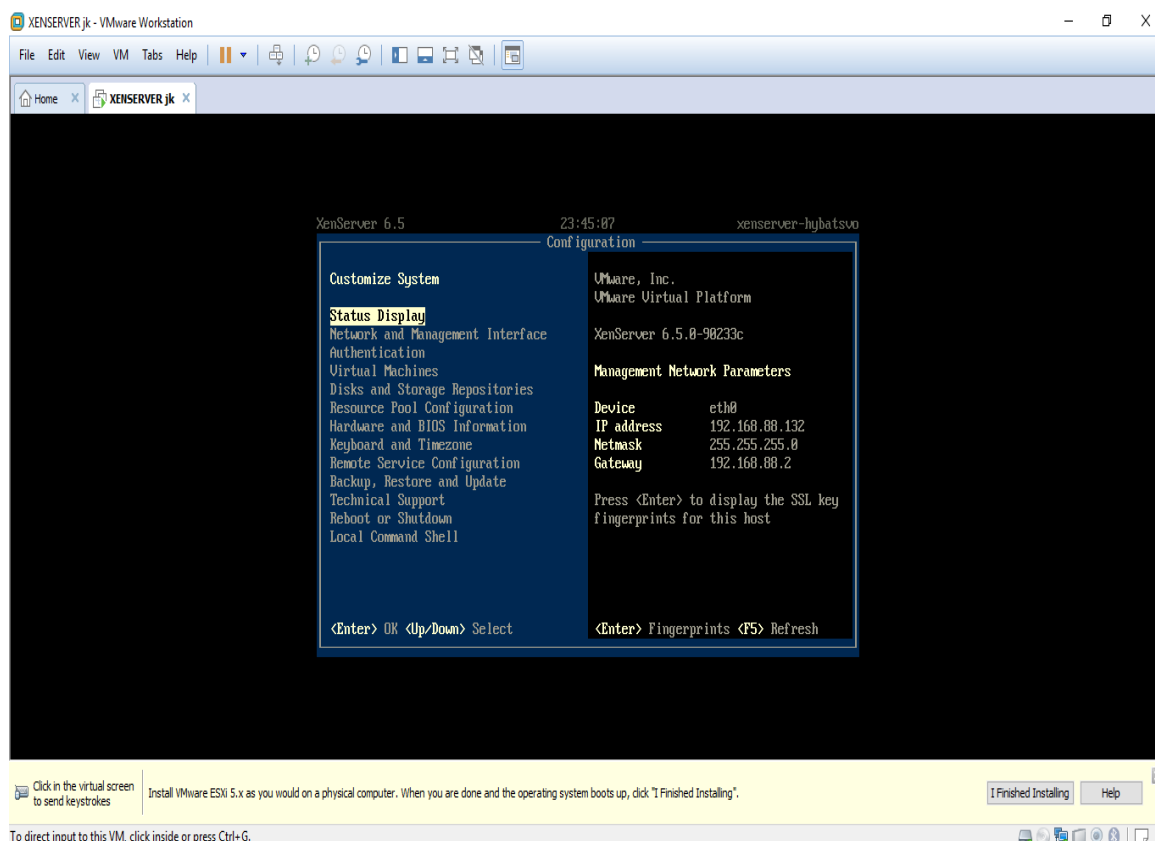 XENSERVER jk - VMware Workstation
File Edit View VM Tabs Help
Home XENSERVER jk
XenServer 6.5 23:45:07 xenserver-hybatsvo
Configuration
Customize System
Status Display
Network and Management Interface
Authentication
Virtual Machines
Disks and Storage Repositories
Resource Pool Configuration
Hardware and BIOS Information
Keyboard and Timezone
Remote Service Configuration
Backup, Restore and Update
Technical Support
Reboot or Shutdown
Local Command Shell
<Enter> OK <Up/Down> Select
VMware, Inc.
VMware Virtual Platform
XenServer 6.5.0-90233c
Management Network Parameters
Device eth0
IP address 192.168.88.132
Netmask 255.255.255.0
Gateway 192.168.88.2
Press <Enter> to display the SSL key
fingerprints for this host
<Enter> Fingerprints <F5> Refresh
Click in the virtual screen
to send keystrokes
Install VMware ESXi 5.x as you would on a physical computer. When you are done and the operating system boots up, click "I Finished Installing".
I Finished Installing Help
To direct input to this VM, click inside or press Ctrl+G.